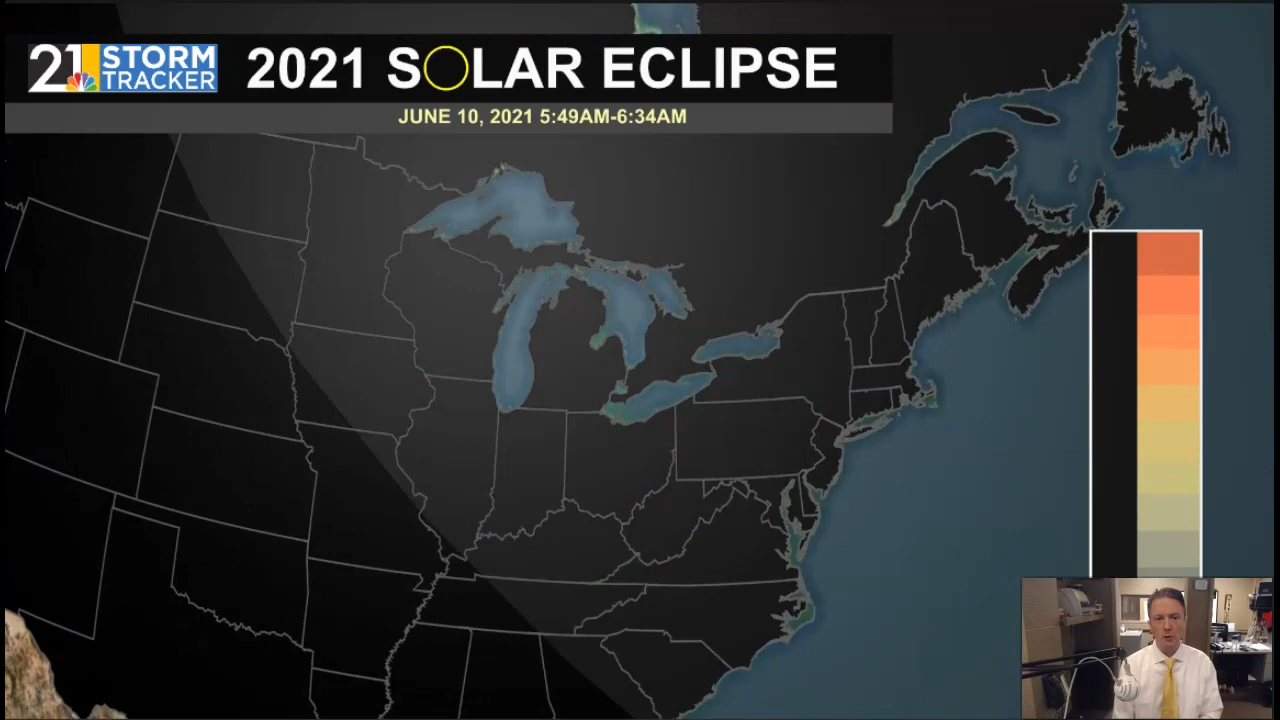 21 STORM TRACKER
2021 SOLAR ECLIPSE
JUNE 10, 2021 5:49AM-6:34AM